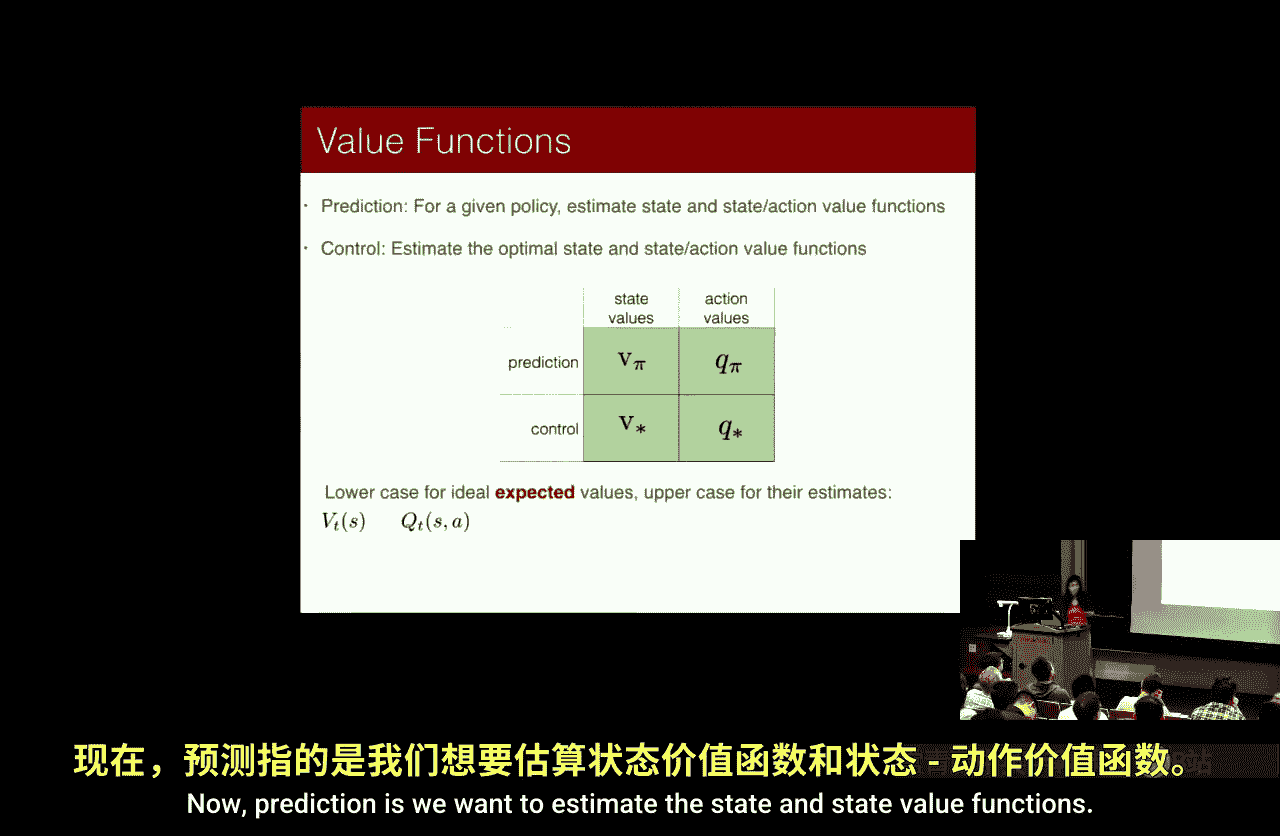 Value Functions
· Prediction: For a given policy, estimate state and state/action value functions
· Control: Estimate the optimal state and state/action value functions
state values
action values
prediction
v_π
q_π
control
v_*
q_*
Lower case for ideal expected values, upper case for their estimates:
V_t(s) Q_t(s, a)
现在，预测指的是我们想要估算状态价值函数和状态 - 动作价值函数。
Now, prediction is we want to estimate the state and state value functions.